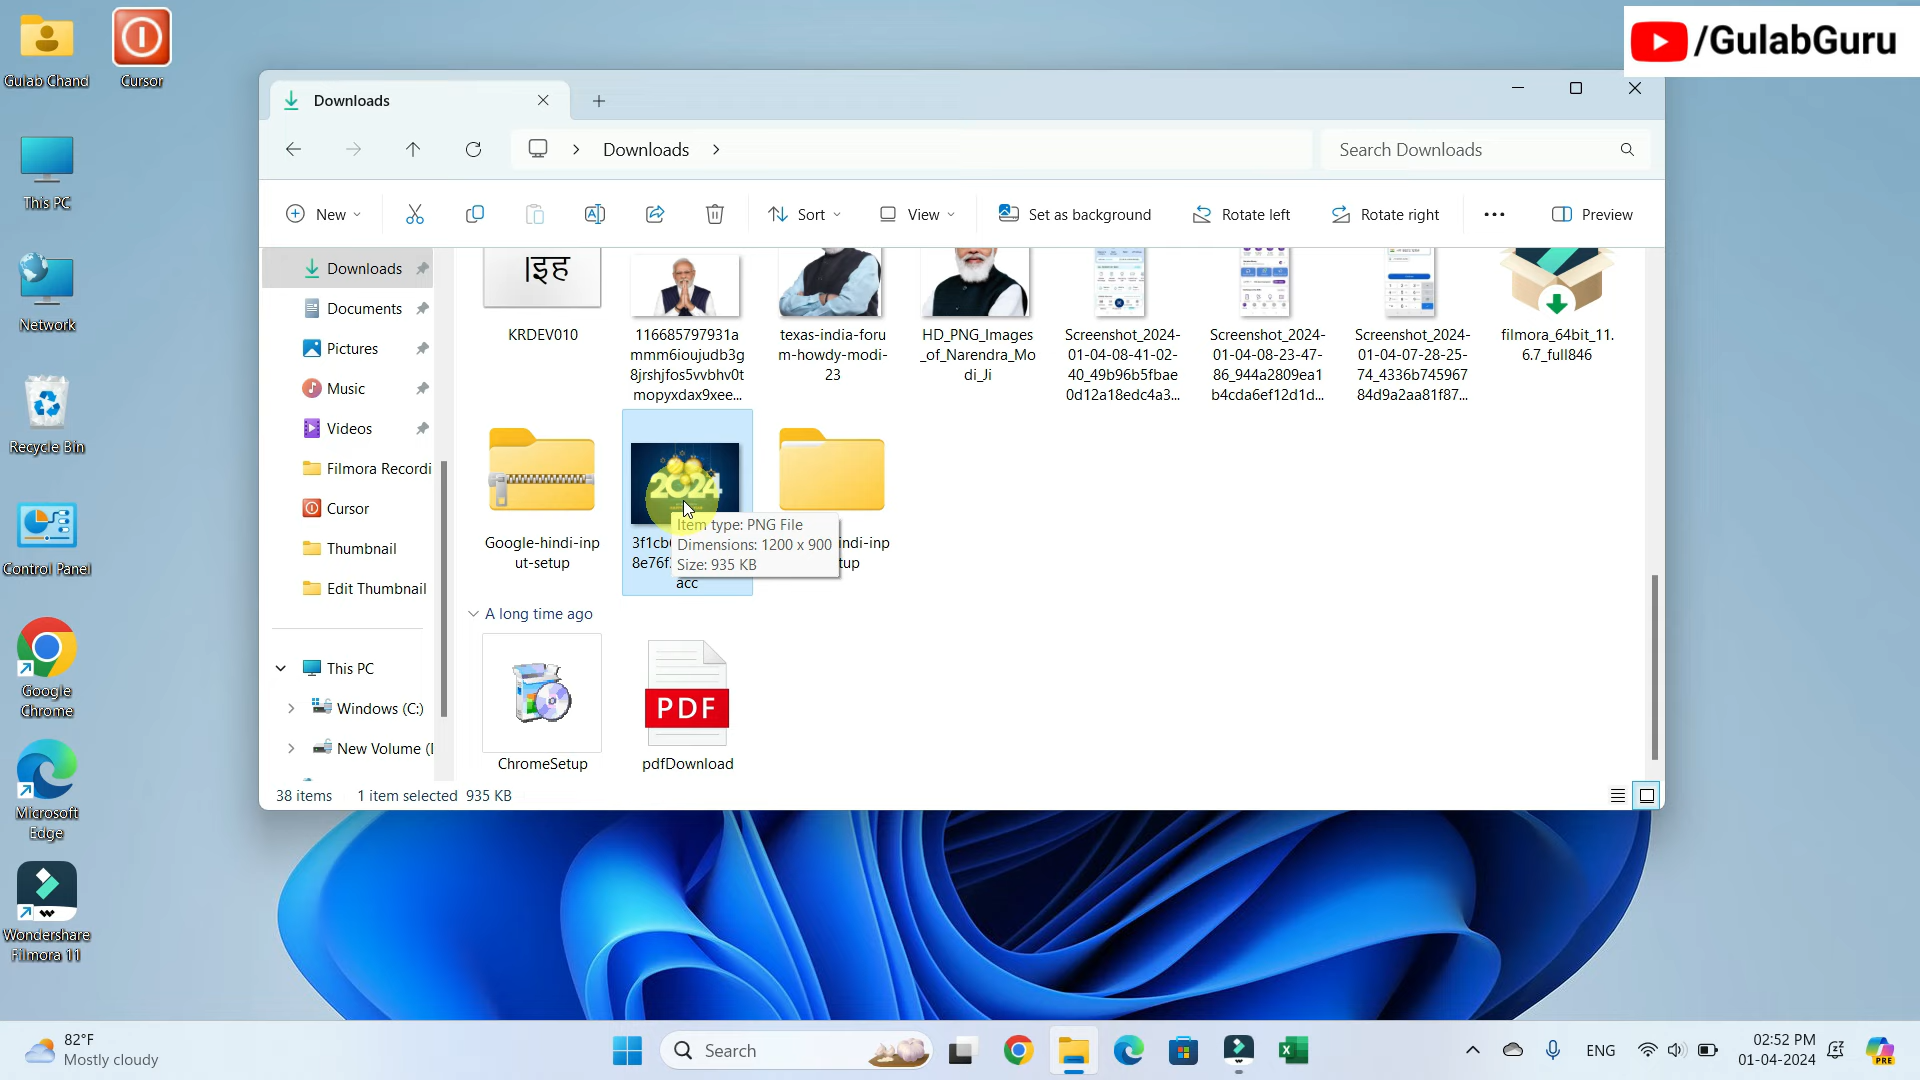 /GulabGuru
Gulab Chand
Cursor
This PC
Network
Recycle Bin
Control Panel
Google
Chrome
Microsoft
Edge
Wondershare
Filmora 11
Downloads
Downloads
Search Downloads
New
Sort
View
Set as background
Rotate left
Rotate right
Preview
Downloads
Documents
Pictures
Music
Videos
Filmora Recordi
Cursor
Thumbnail
Edit Thumbnail
This PC
Windows (C:)
New Volume (
।इह
KRDEV010
116685797931a
mmm6ioujudb3g
8jrshjfos5vvbhv0t
mopyxdax9xee...
texas-india-foru
m-howdy-modi-
23
HD_PNG_Images
_of_Narendra_Mo
di_Ji
Screenshot_2024-
01-04-08-41-02-
40_49b96b5fbae
0d12a18edc4a3...
Screenshot_2024-
01-04-08-23-47-
86_944a2809ea1
b4cda6ef12d1d...
Screenshot_2024-
01-04-07-28-25-
74_4336b745967
84d9a2aa81f87...
filmora_64bit_11.
6.7_full846
Google-hindi-inp
ut-setup
2024
3f1cb
8e76f
acc
Item type: PNG File
Dimensions: 1200 x 900
Size: 935 KB
indi-inp
tup
A long time ago
ChromeSetup
PDF
pdfDownload
38 items
1 item selected 935 KB
82°F
Mostly cloudy
Search
ENG
02:52 PM
01-04-2024
PRE